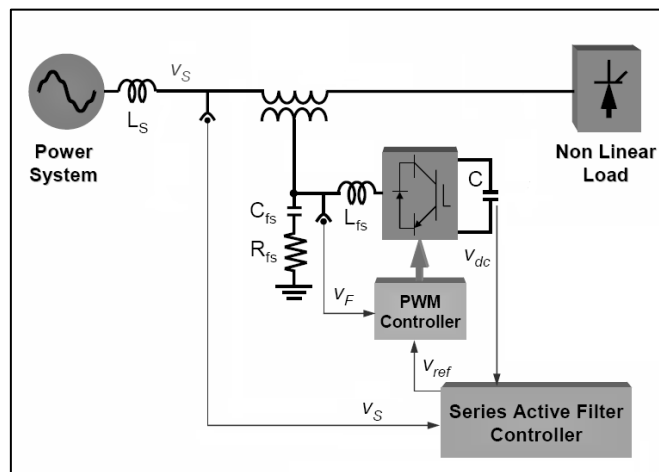 v_S
L_S
Power
System
Non Linear
Load
C
L
C_fs
L_fs
R_fs
v_dc
v_F
PWM
Controller
v_ref
v_S
Series Active Filter
Controller